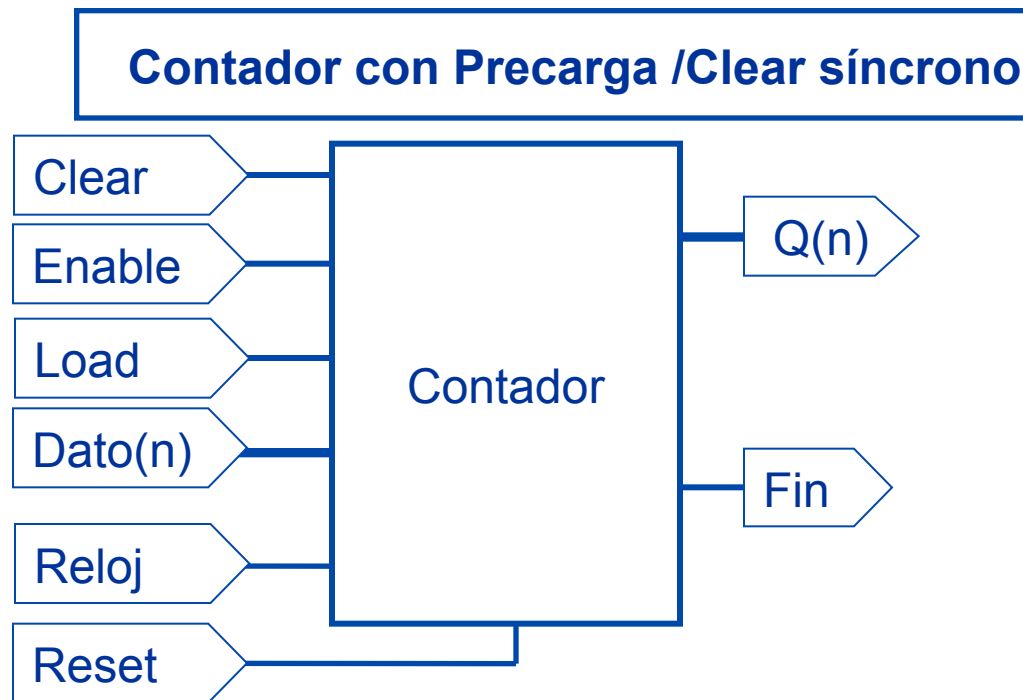 Contador con Precarga /Clear síncrono
Clear
Enable
Load
Dato(n)
Reloj
Reset
Contador
Q(n)
Fin